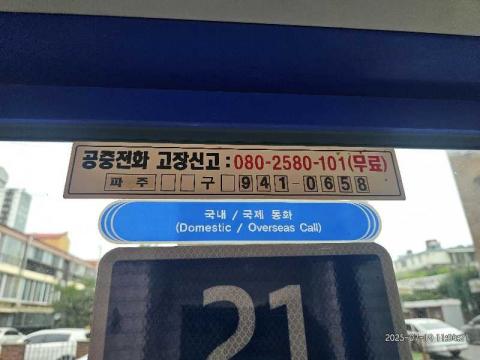 공중전화 고장신고 : 080-2580-101(무료)
파주 구 941-0658
국내 / 국제 통화
(Domestic / Overseas Call)
21